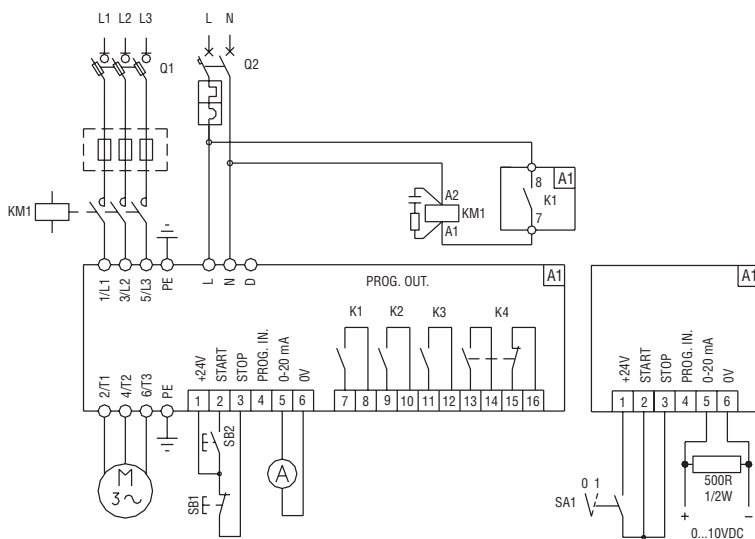 L1 L2 L3 L N
Q1 Q2
A1
8
K1
7
A2
KM1
A1
KM1
1/L1 3/L2 5/L3 PE L N D
PROG. OUT.
A1
K1 K2 K3 K4
+24V START STOP PROG. IN. 0-20 mA 0V
2/T1 4/T2 6/T3 PE
1 2 3 4 5 6
7 8 9 10 11 12 13 14 15 16
SB2
SB1
A
M
3~
A1
+24V START STOP PROG. IN. 0-20 mA 0V
1 2 3 4 5 6
500R
1/2W
0 1
SA1
+ –
0...10VDC